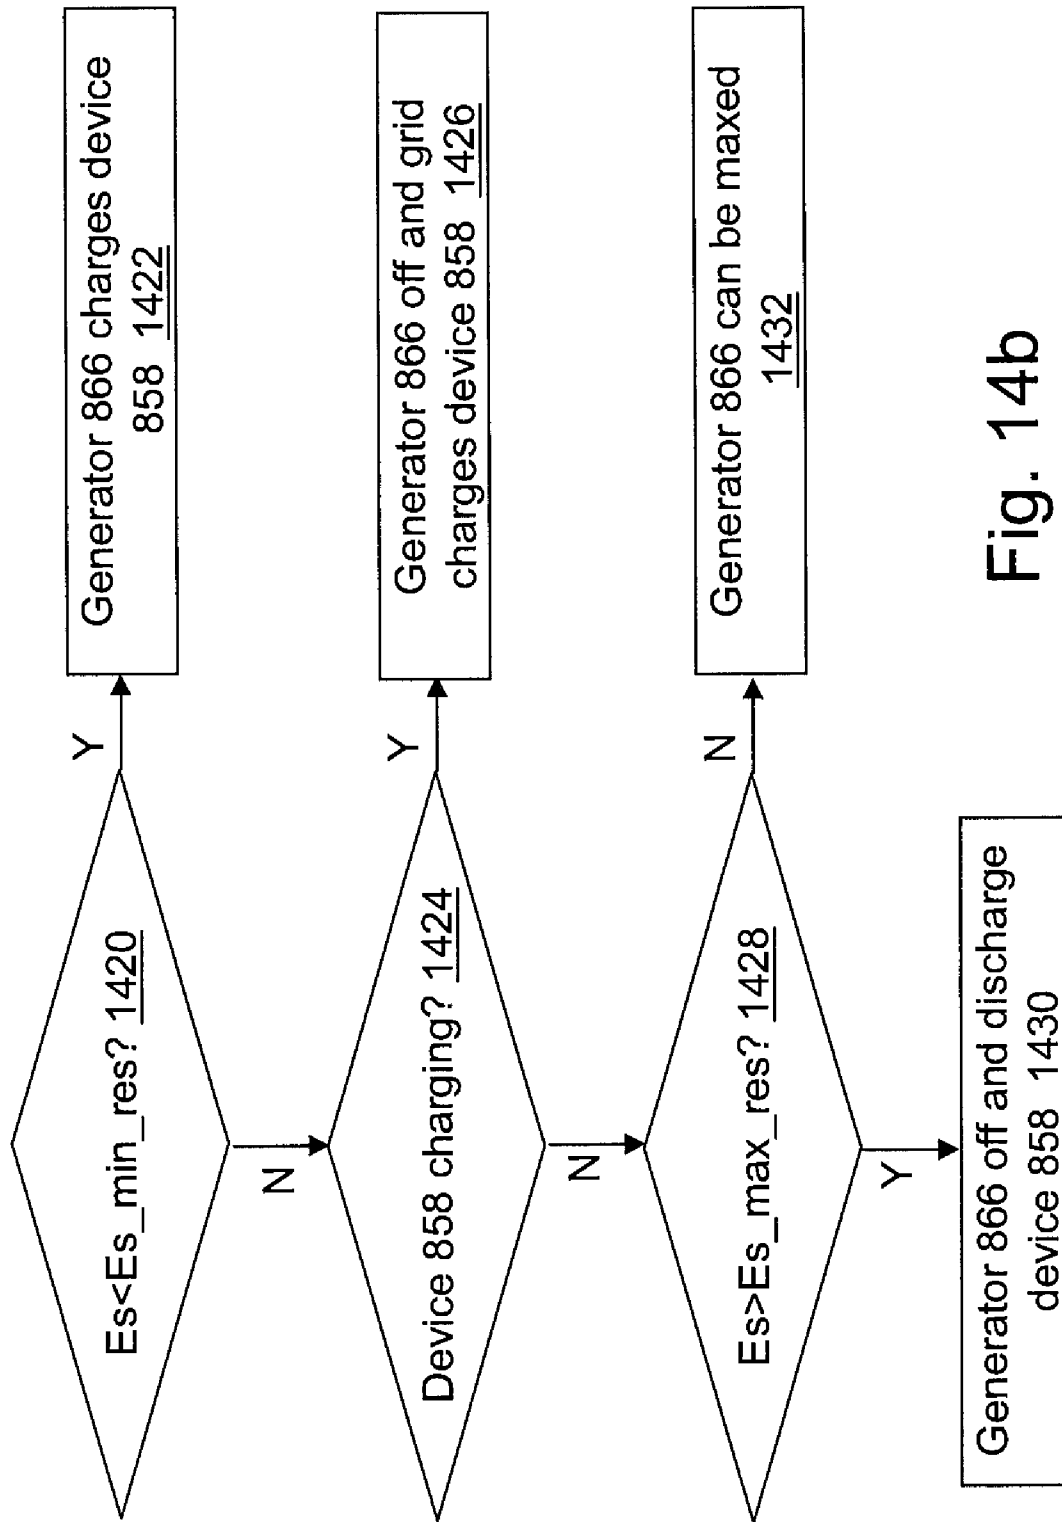 Es<Es_min_res? 1420
Y
Generator 866 charges device
858 1422
N
Device 858 charging? 1424
Y
Generator 866 off and grid
charges device 858 1426
N
Es>Es_max_res? 1428
N
Generator 866 can be maxed
1432
Y
Generator 866 off and discharge
device 858 1430
Fig. 14b